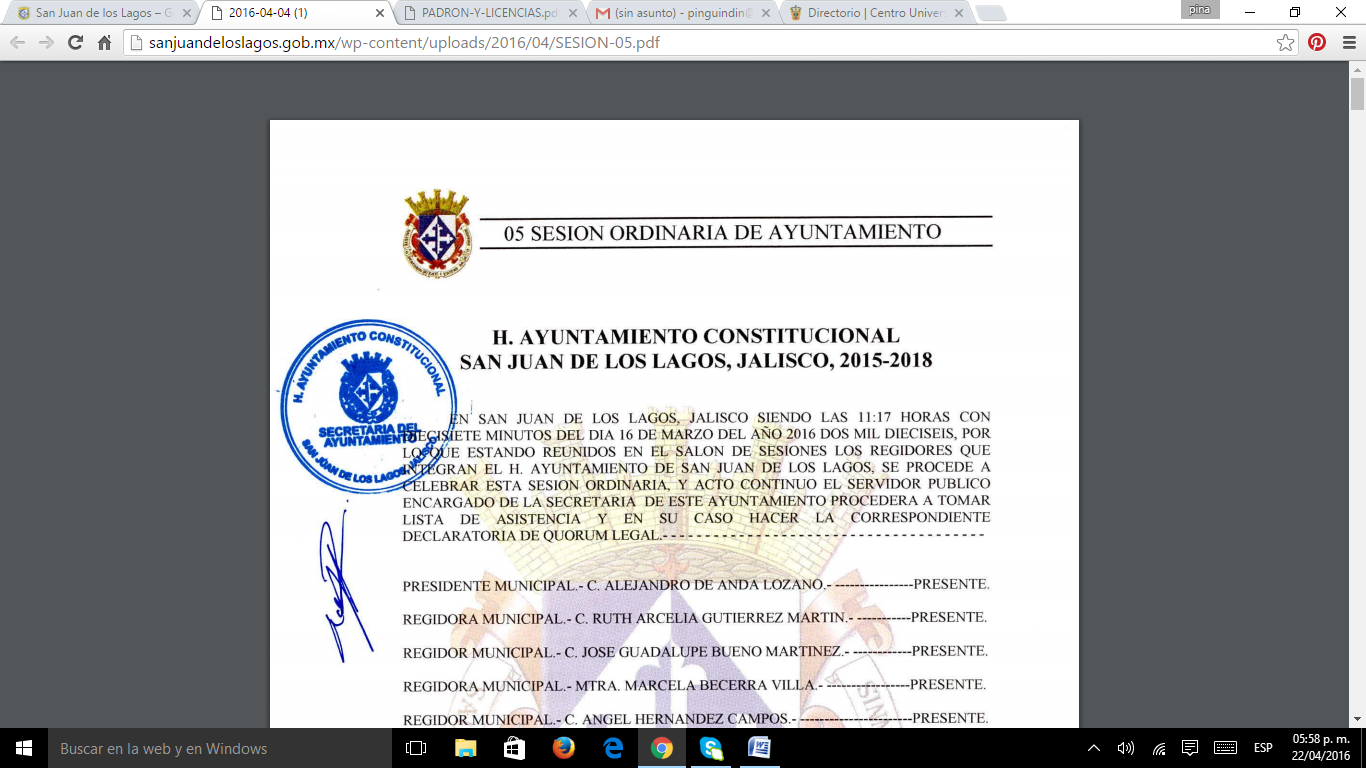 San Juan de los Lagos – G
2016-04-04 (1)
PADRON-Y-LICENCIAS.pd
(sin asunto) - pinguindin@
Directorio | Centro Univer
pina
sanjuandeloslagos.gob.mx/wp-content/uploads/2016/04/SESION-05.pdf
05 SESION ORDINARIA DE AYUNTAMIENTO
H. AYUNTAMIENTO CONSTITUCIONAL
SAN JUAN DE LOS LAGOS, JALISCO, 2015-2018
H. AYUNTAMIENTO CONSTITUCIONAL
SECRETARIA DEL
AYUNTAMIENTO
SAN JUAN DE LOS LAGOS, JALISCO.
EN SAN JUAN DE LOS LAGOS, JALISCO SIENDO LAS 11:17 HORAS CON
DIECISIETE MINUTOS DEL DIA 16 DE MARZO DEL AÑO 2016 DOS MIL DIECISEIS, POR
LO QUE ESTANDO REUNIDOS EN EL SALON DE SESIONES LOS REGIDORES QUE
INTEGRAN EL H. AYUNTAMIENTO DE SAN JUAN DE LOS LAGOS, SE PROCEDE A
CELEBRAR ESTA SESION ORDINARIA, Y ACTO CONTINUO EL SERVIDOR PUBLICO
ENCARGADO DE LA SECRETARIA DE ESTE AYUNTAMIENTO PROCEDERA A TOMAR
LISTA DE ASISTENCIA Y EN SU CASO HACER LA CORRESPONDIENTE
DECLARATORIA DE QUORUM LEGAL.- - - - - - - - - - - - - - - - - - - - - - - - - - - - - - - - - - - - -
PRESIDENTE MUNICIPAL.- C. ALEJANDRO DE ANDA LOZANO.- ----------------PRESENTE.
REGIDORA MUNICIPAL.- C. RUTH ARCELIA GUTIERREZ MARTIN.- -----------PRESENTE.
REGIDOR MUNICIPAL.- C. JOSE GUADALUPE BUENO MARTINEZ.- ------------PRESENTE.
REGIDORA MUNICIPAL.- MTRA. MARCELA BECERRA VILLA.- -----------------PRESENTE.
REGIDOR MUNICIPAL.- C. ANGEL HERNANDEZ CAMPOS.- -----------------------PRESENTE.
Buscar en la web y en Windows
ESP
05:58 p. m.
22/04/2016